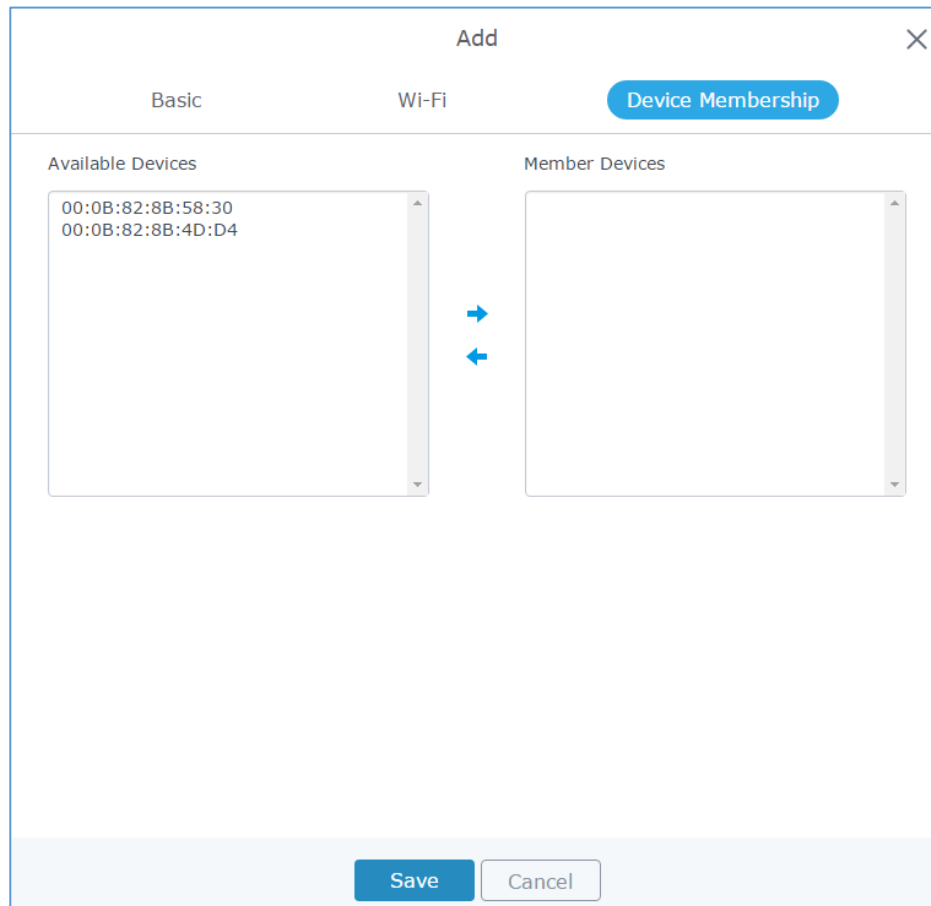 Add
Basic Wi-Fi Device Membership
Available Devices Member Devices
00:0B:82:8B:58:30
00:0B:82:8B:4D:D4
Save Cancel